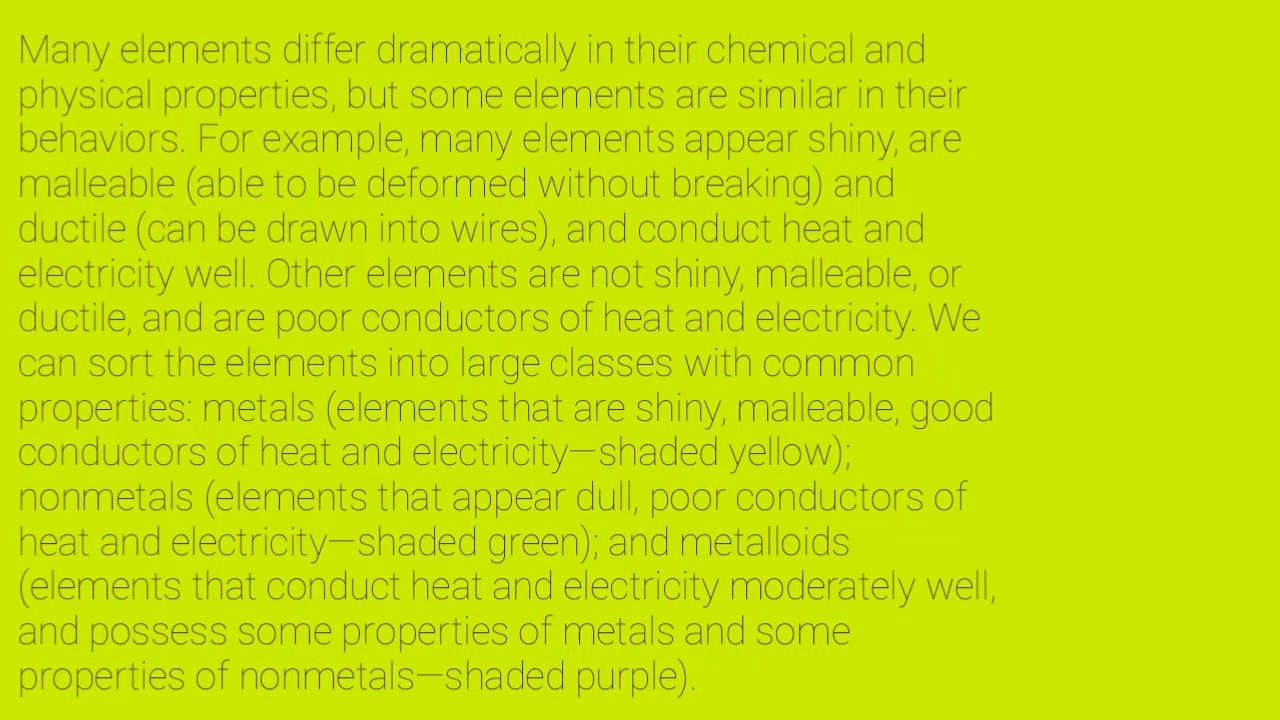 Many elements differ dramatically in their chemical and
physical properties, but some elements are similar in their
behaviors. For example, many elements appear shiny, are
malleable (able to be deformed without breaking) and
ductile (can be drawn into wires), and conduct heat and
electricity well. Other elements are not shiny, malleable, or
ductile, and are poor conductors of heat and electricity. We
can sort the elements into large classes with common
properties: metals (elements that are shiny, malleable, good
conductors of heat and electricity—shaded yellow);
nonmetals (elements that appear dull, poor conductors of
heat and electricity—shaded green); and metalloids
(elements that conduct heat and electricity moderately well,
and possess some properties of metals and some
properties of nonmetals—shaded purple).